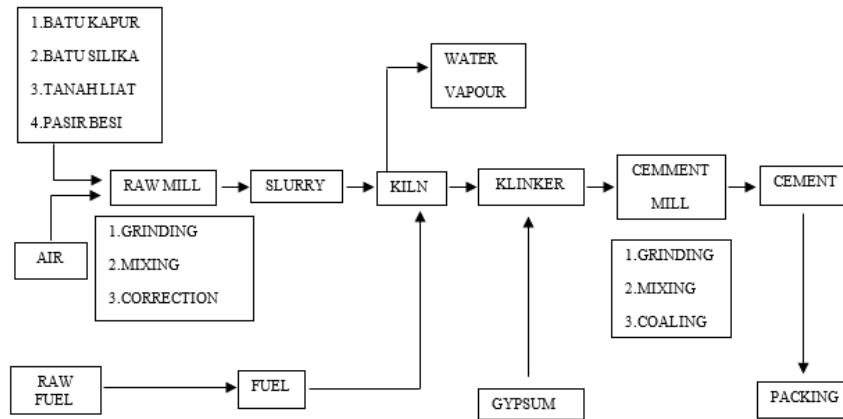 1.BATU KAPUR
2.BATU SILIKA
3.TANAH LIAT
4.PASIR BESI
WATER
VAPOUR
RAW MILL
SLURRY
KILN
KLINKER
CEMMENT
MILL
CEMENT
AIR
1.GRINDING
2.MIXING
3.CORRECTION
1.GRINDING
2.MIXING
3.COALING
RAW
FUEL
FUEL
GYPSUM
PACKING